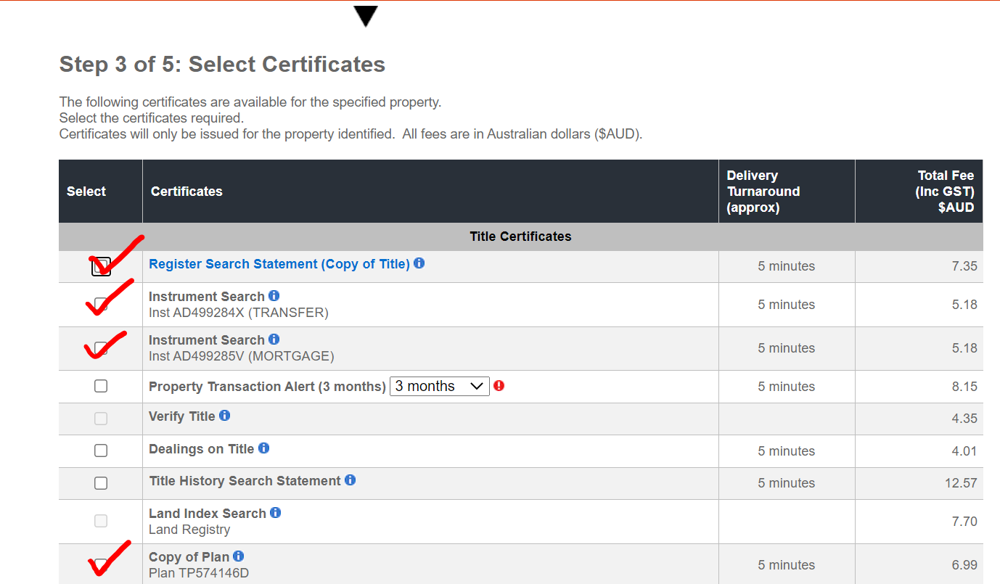 Step 3 of 5: Select Certificates
The following certificates are available for the specified property.
Select the certificates required.
Certificates will only be issued for the property identified.  All fees are in Australian dollars ($AUD).
Select
Certificates
Delivery
Turnaround
(approx)
Total Fee
(Inc GST)
$AUD
Title Certificates
Register Search Statement (Copy of Title) 5 minutes 7.35
Instrument Search
Inst AD499284X (TRANSFER)
5 minutes 5.18
Instrument Search
Inst AD499285V (MORTGAGE)
5 minutes 5.18
Property Transaction Alert (3 months) 3 months 5 minutes 8.15
Verify Title 4.35
Dealings on Title 5 minutes 4.01
Title History Search Statement 5 minutes 12.57
Land Index Search
Land Registry
7.70
Copy of Plan
Plan TP574146D
5 minutes 6.99